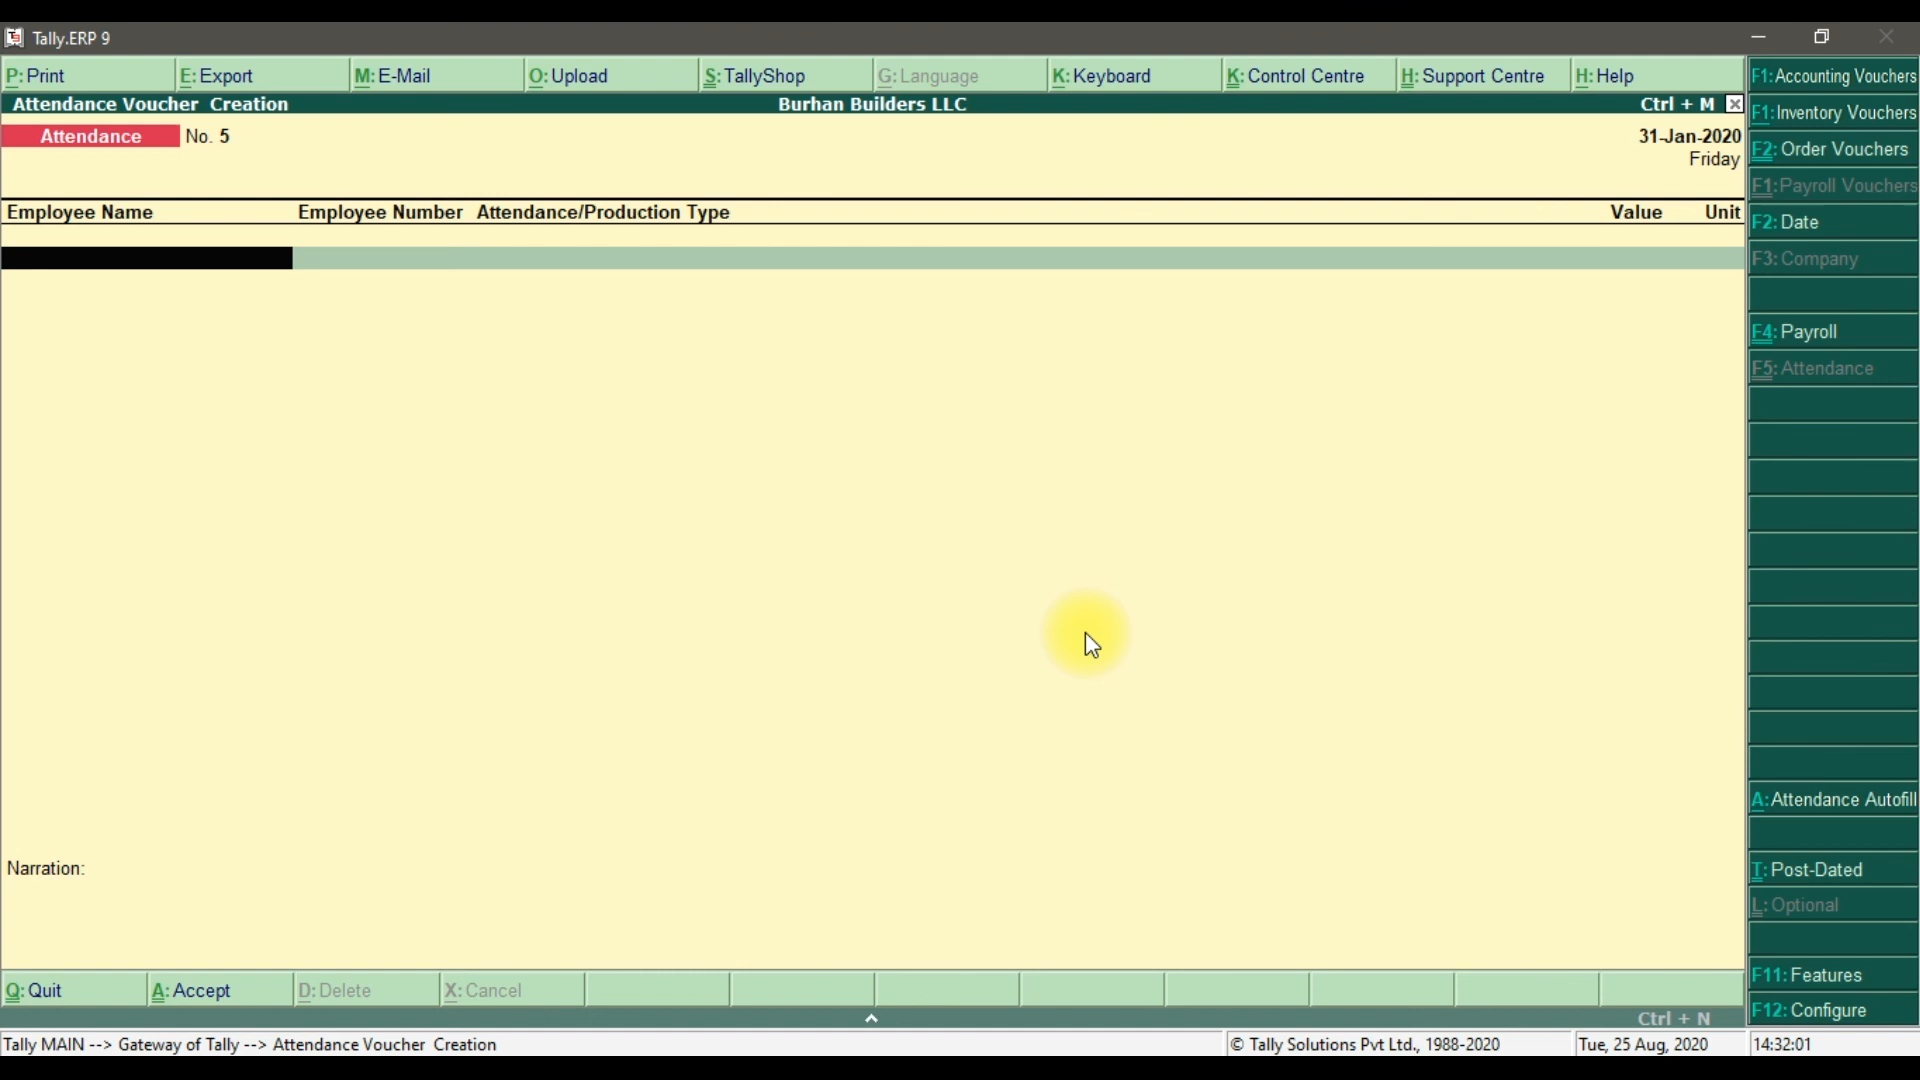 Tally.ERP 9
P: Print E: Export M: E-Mail O: Upload S: TallyShop G: Language K: Keyboard K: Control Centre H: Support Centre H: Help
Attendance Voucher Creation Burhan Builders LLC Ctrl + M
Attendance No. 5 31-Jan-2020
Friday
Employee Name Employee Number Attendance/Production Type Value Unit
Narration:
F1: Accounting Vouchers
F1: Inventory Vouchers
F2: Order Vouchers
F1: Payroll Vouchers
F2: Date
F3: Company
F4: Payroll
F5: Attendance
A: Attendance Autofill
T: Post-Dated
L: Optional
F11: Features
F12: Configure
Q: Quit A: Accept D: Delete X: Cancel
Ctrl + N
Tally MAIN --> Gateway of Tally --> Attendance Voucher Creation © Tally Solutions Pvt Ltd., 1988-2020 Tue, 25 Aug, 2020 14:32:01